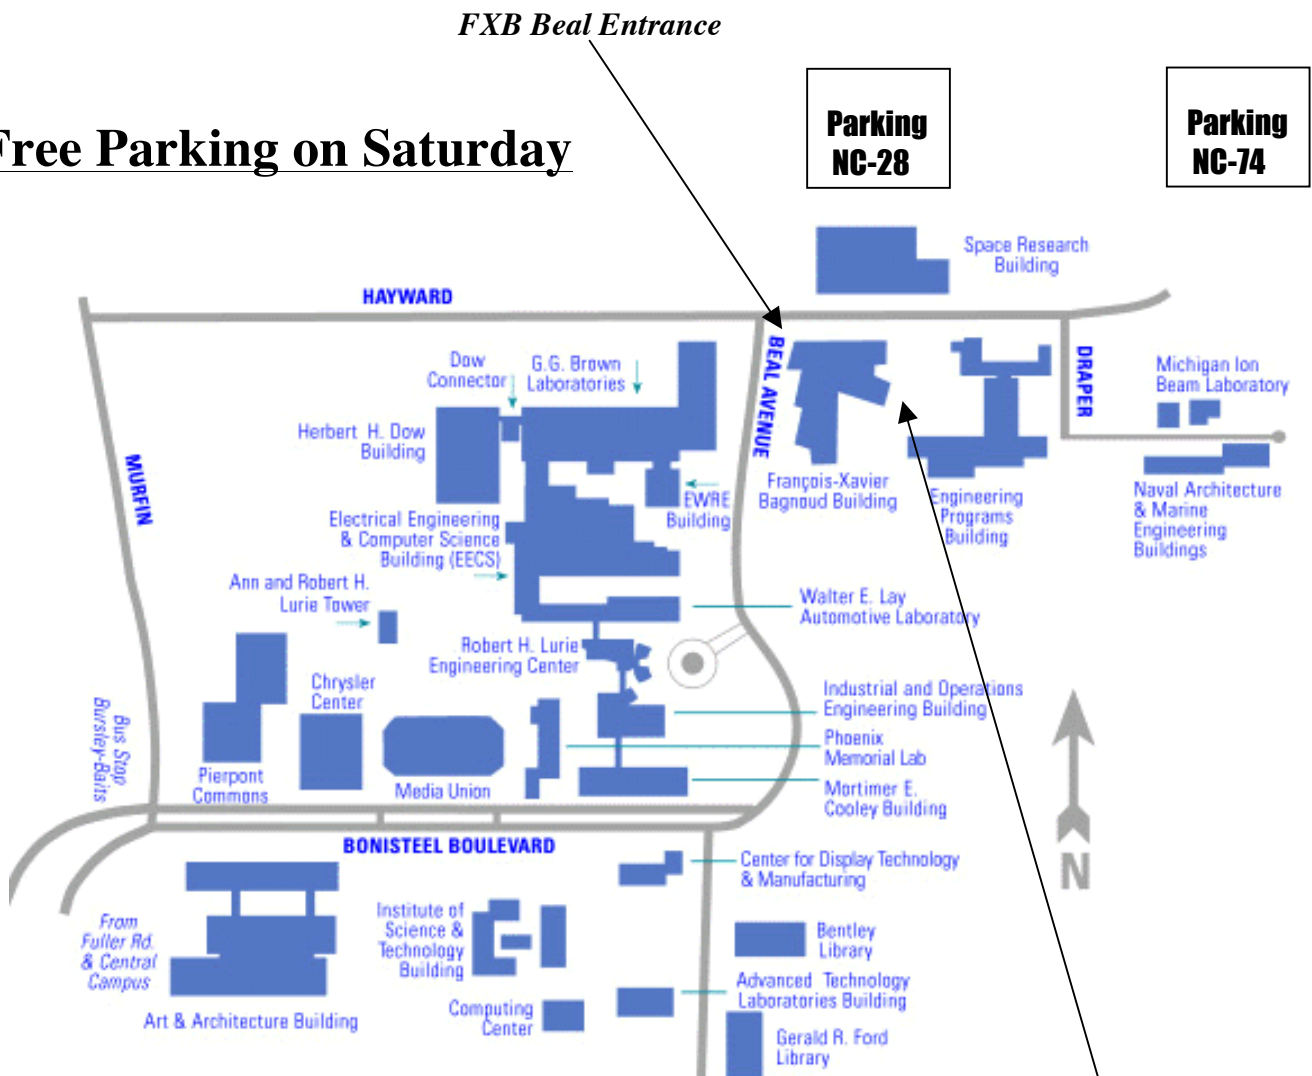 FXB Beal Entrance
Free Parking on Saturday
Parking
NC-28
Parking
NC-74
Space Research
Building
HAYWARD
BEAL AVENUE
DRAPER
MURFIN
Dow
Connector
G.G. Brown
Laboratories
Michigan Ion
Beam Laboratory
Herbert H. Dow
Building
François-Xavier
Bagnoud Building
EWRE
Building
Engineering
Programs
Building
Naval Architecture
& Marine
Engineering
Buildings
Electrical Engineering
& Computer Science
Building (EECS)
Ann and Robert H.
Lurie Tower
Walter E. Lay
Automotive Laboratory
Robert H. Lurie
Engineering Center
Chrysler
Center
Industrial and Operations
Engineering Building
Bus Stop
Bursley-Baits
Phoenix
Memorial Lab
Pierpont
Commons
Media Union
Mortimer E.
Cooley Building
BONISTEEL BOULEVARD
N
Center for Display Technology
& Manufacturing
From
Fuller Rd.
& Central
Campus
Institute of
Science &
Technology
Building
Bentley
Library
Advanced Technology
Laboratories Building
Art & Architecture Building
Computing
Center
Gerald R. Ford
Library